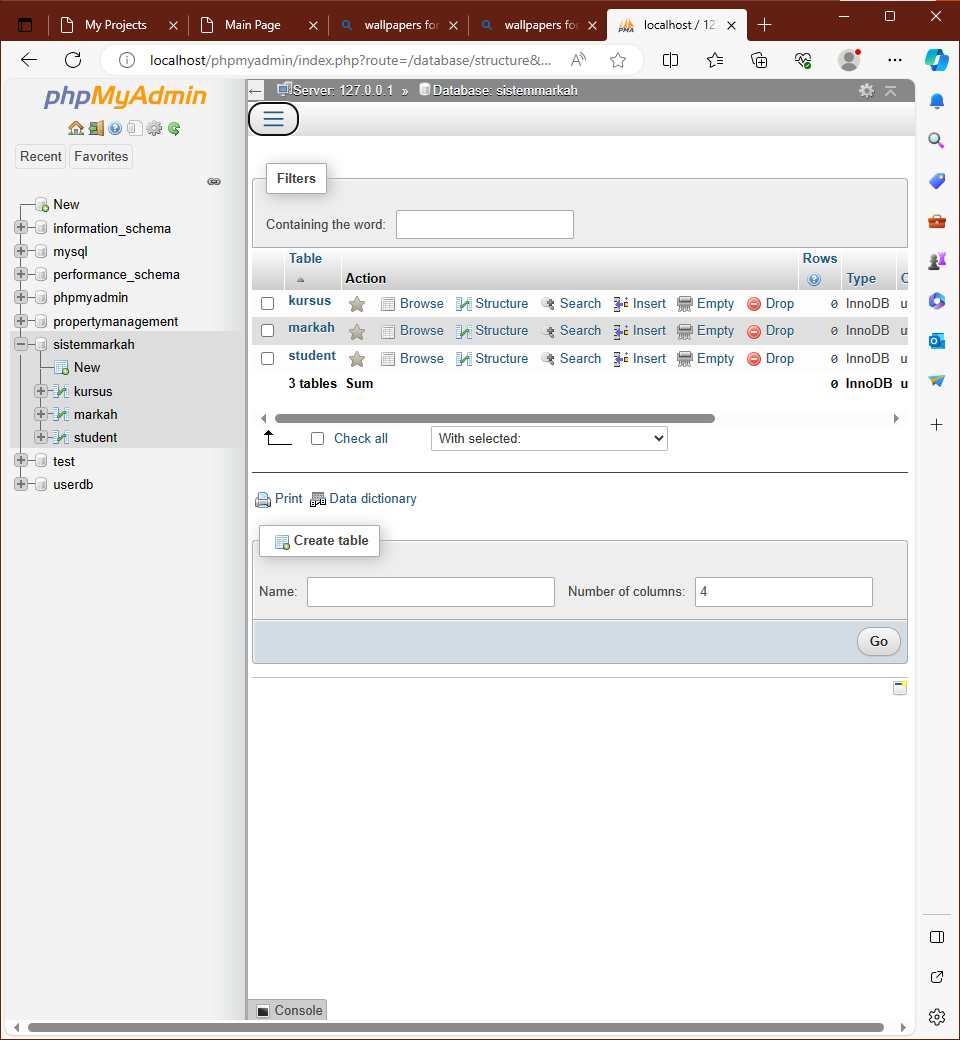 My Projects
Main Page
wallpapers for
wallpapers for
localhost / 127
localhost/phpmyadmin/index.php?route=/database/structure&...
phpMyAdmin
Recent
Favorites
New
information_schema
mysql
performance_schema
phpmyadmin
propertymanagement
sistemmarkah
New
kursus
markah
student
test
userdb
Server: 127.0.0.1 » Database: sistemmarkah
Filters
Containing the word:
Table Action Rows Type
kursus Browse Structure Search Insert Empty Drop 0 InnoDB
markah Browse Structure Search Insert Empty Drop 0 InnoDB
student Browse Structure Search Insert Empty Drop 0 InnoDB
3 tables Sum 0 InnoDB
Check all With selected:
Print Data dictionary
Create table
Name: Number of columns: 4
Go
Console